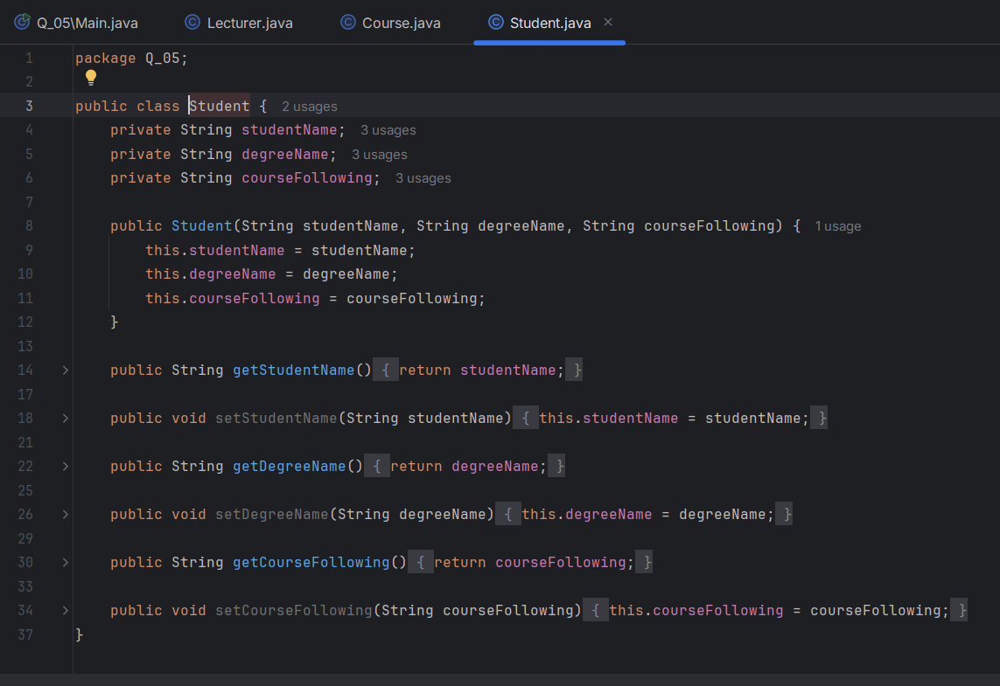 Q_05\Main.java Lecturer.java Course.java Student.java
1 package Q_05;
2
3 public class Student { 2 usages
4 private String studentName; 3 usages
5 private String degreeName; 3 usages
6 private String courseFollowing; 3 usages
7
8 public Student(String studentName, String degreeName, String courseFollowing) { 1 usage
9 this.studentName = studentName;
10 this.degreeName = degreeName;
11 this.courseFollowing = courseFollowing;
12 }
13
14 public String getStudentName() { return studentName; }
17
18 public void setStudentName(String studentName) { this.studentName = studentName; }
21
22 public String getDegreeName() { return degreeName; }
25
26 public void setDegreeName(String degreeName) { this.degreeName = degreeName; }
29
30 public String getCourseFollowing() { return courseFollowing; }
33
34 public void setCourseFollowing(String courseFollowing) { this.courseFollowing = courseFollowing; }
37 }